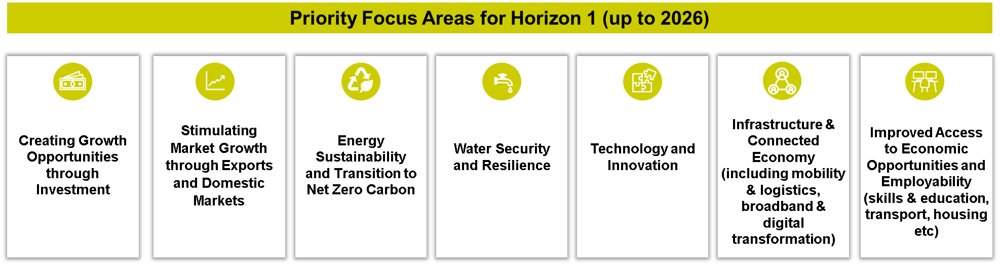 Priority Focus Areas for Horizon 1 (up to 2026)
Creating Growth
Opportunities
through
Investment
Stimulating
Market Growth
through Exports
and Domestic
Markets
Energy
Sustainability
and Transition to
Net Zero Carbon
Water Security
and Resilience
Technology and
Innovation
Infrastructure &
Connected
Economy
(including mobility
& logistics,
broadband &
digital
transformation)
Improved Access
to Economic
Opportunities and
Employability
(skills & education,
transport, housing
etc)